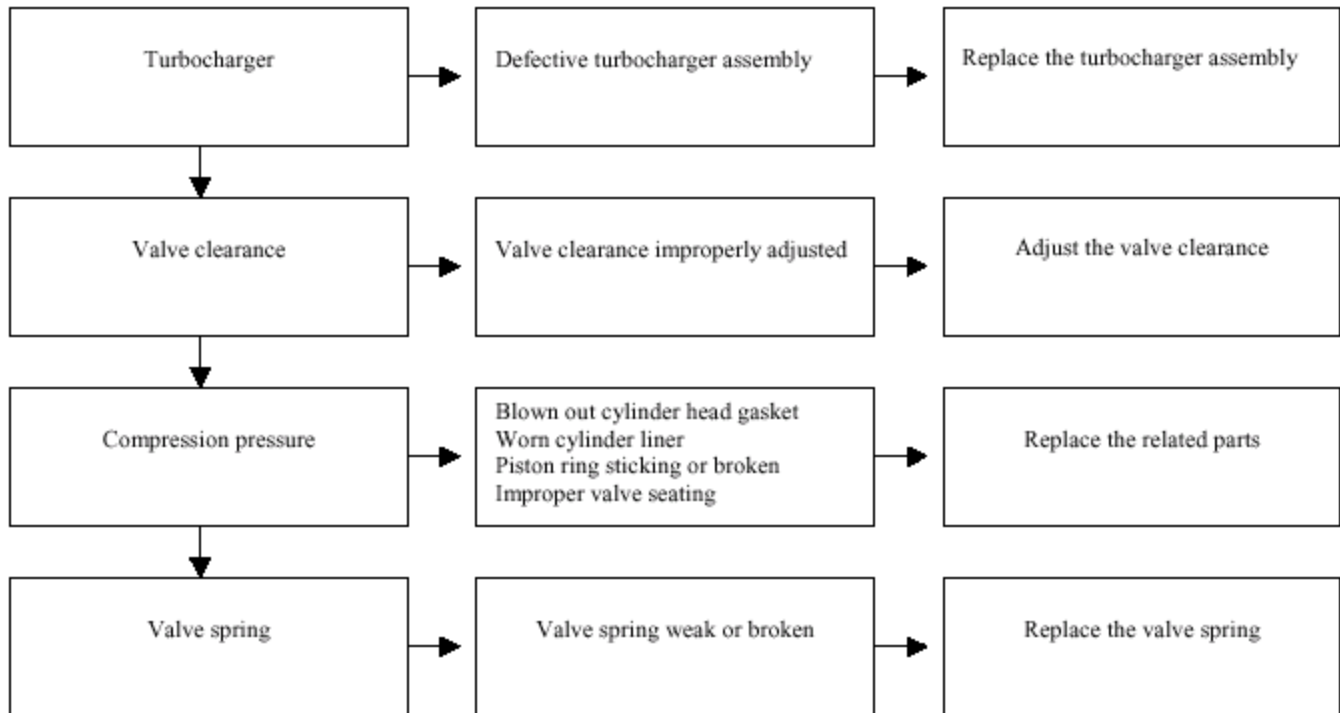 Turbocharger
Defective turbocharger assembly
Replace the turbocharger assembly
Valve clearance
Valve clearance improperly adjusted
Adjust the valve clearance
Compression pressure
Blown out cylinder head gasket
Worn cylinder liner
Piston ring sticking or broken
Improper valve seating
Replace the related parts
Valve spring
Valve spring weak or broken
Replace the valve spring